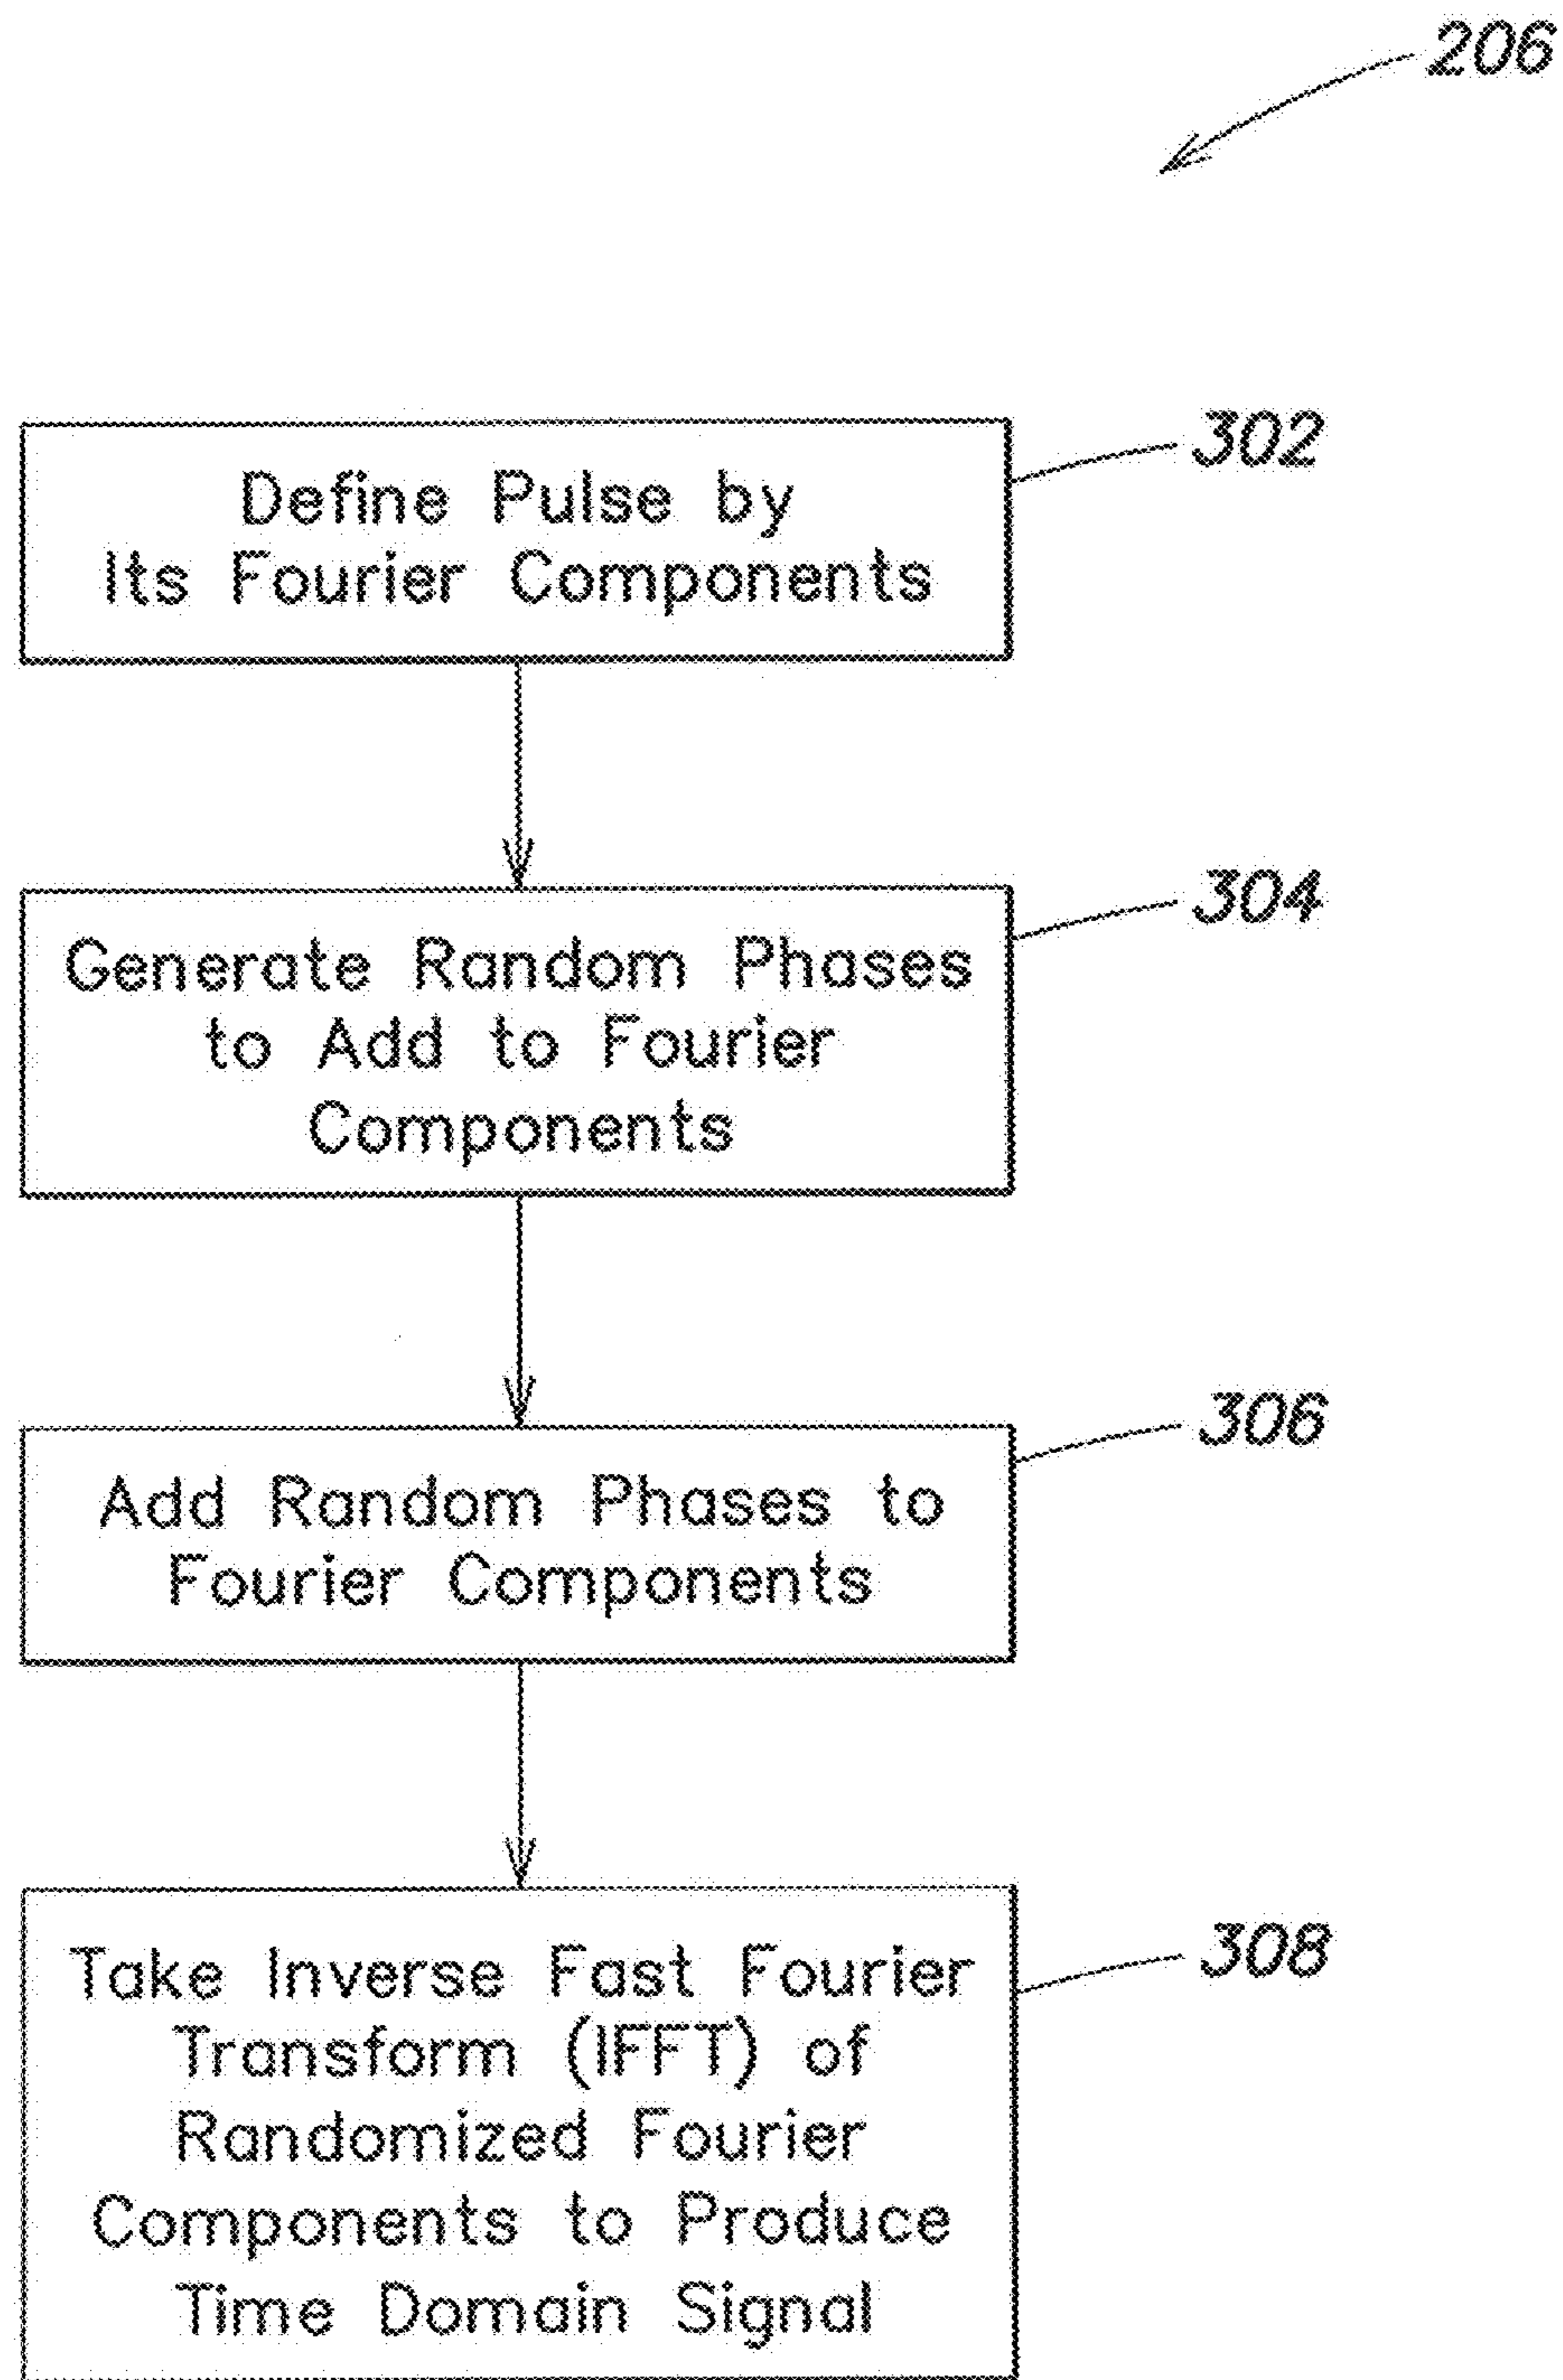 206
302
Define Pulse by
Its Fourier Components
304
Generate Random Phases
to Add to Fourier
Components
306
Add Random Phases to
Fourier Components
308
Take Inverse Fast Fourier
Transform (IFFT) of
Randomized Fourier
Components to Produce
Time Domain Signal